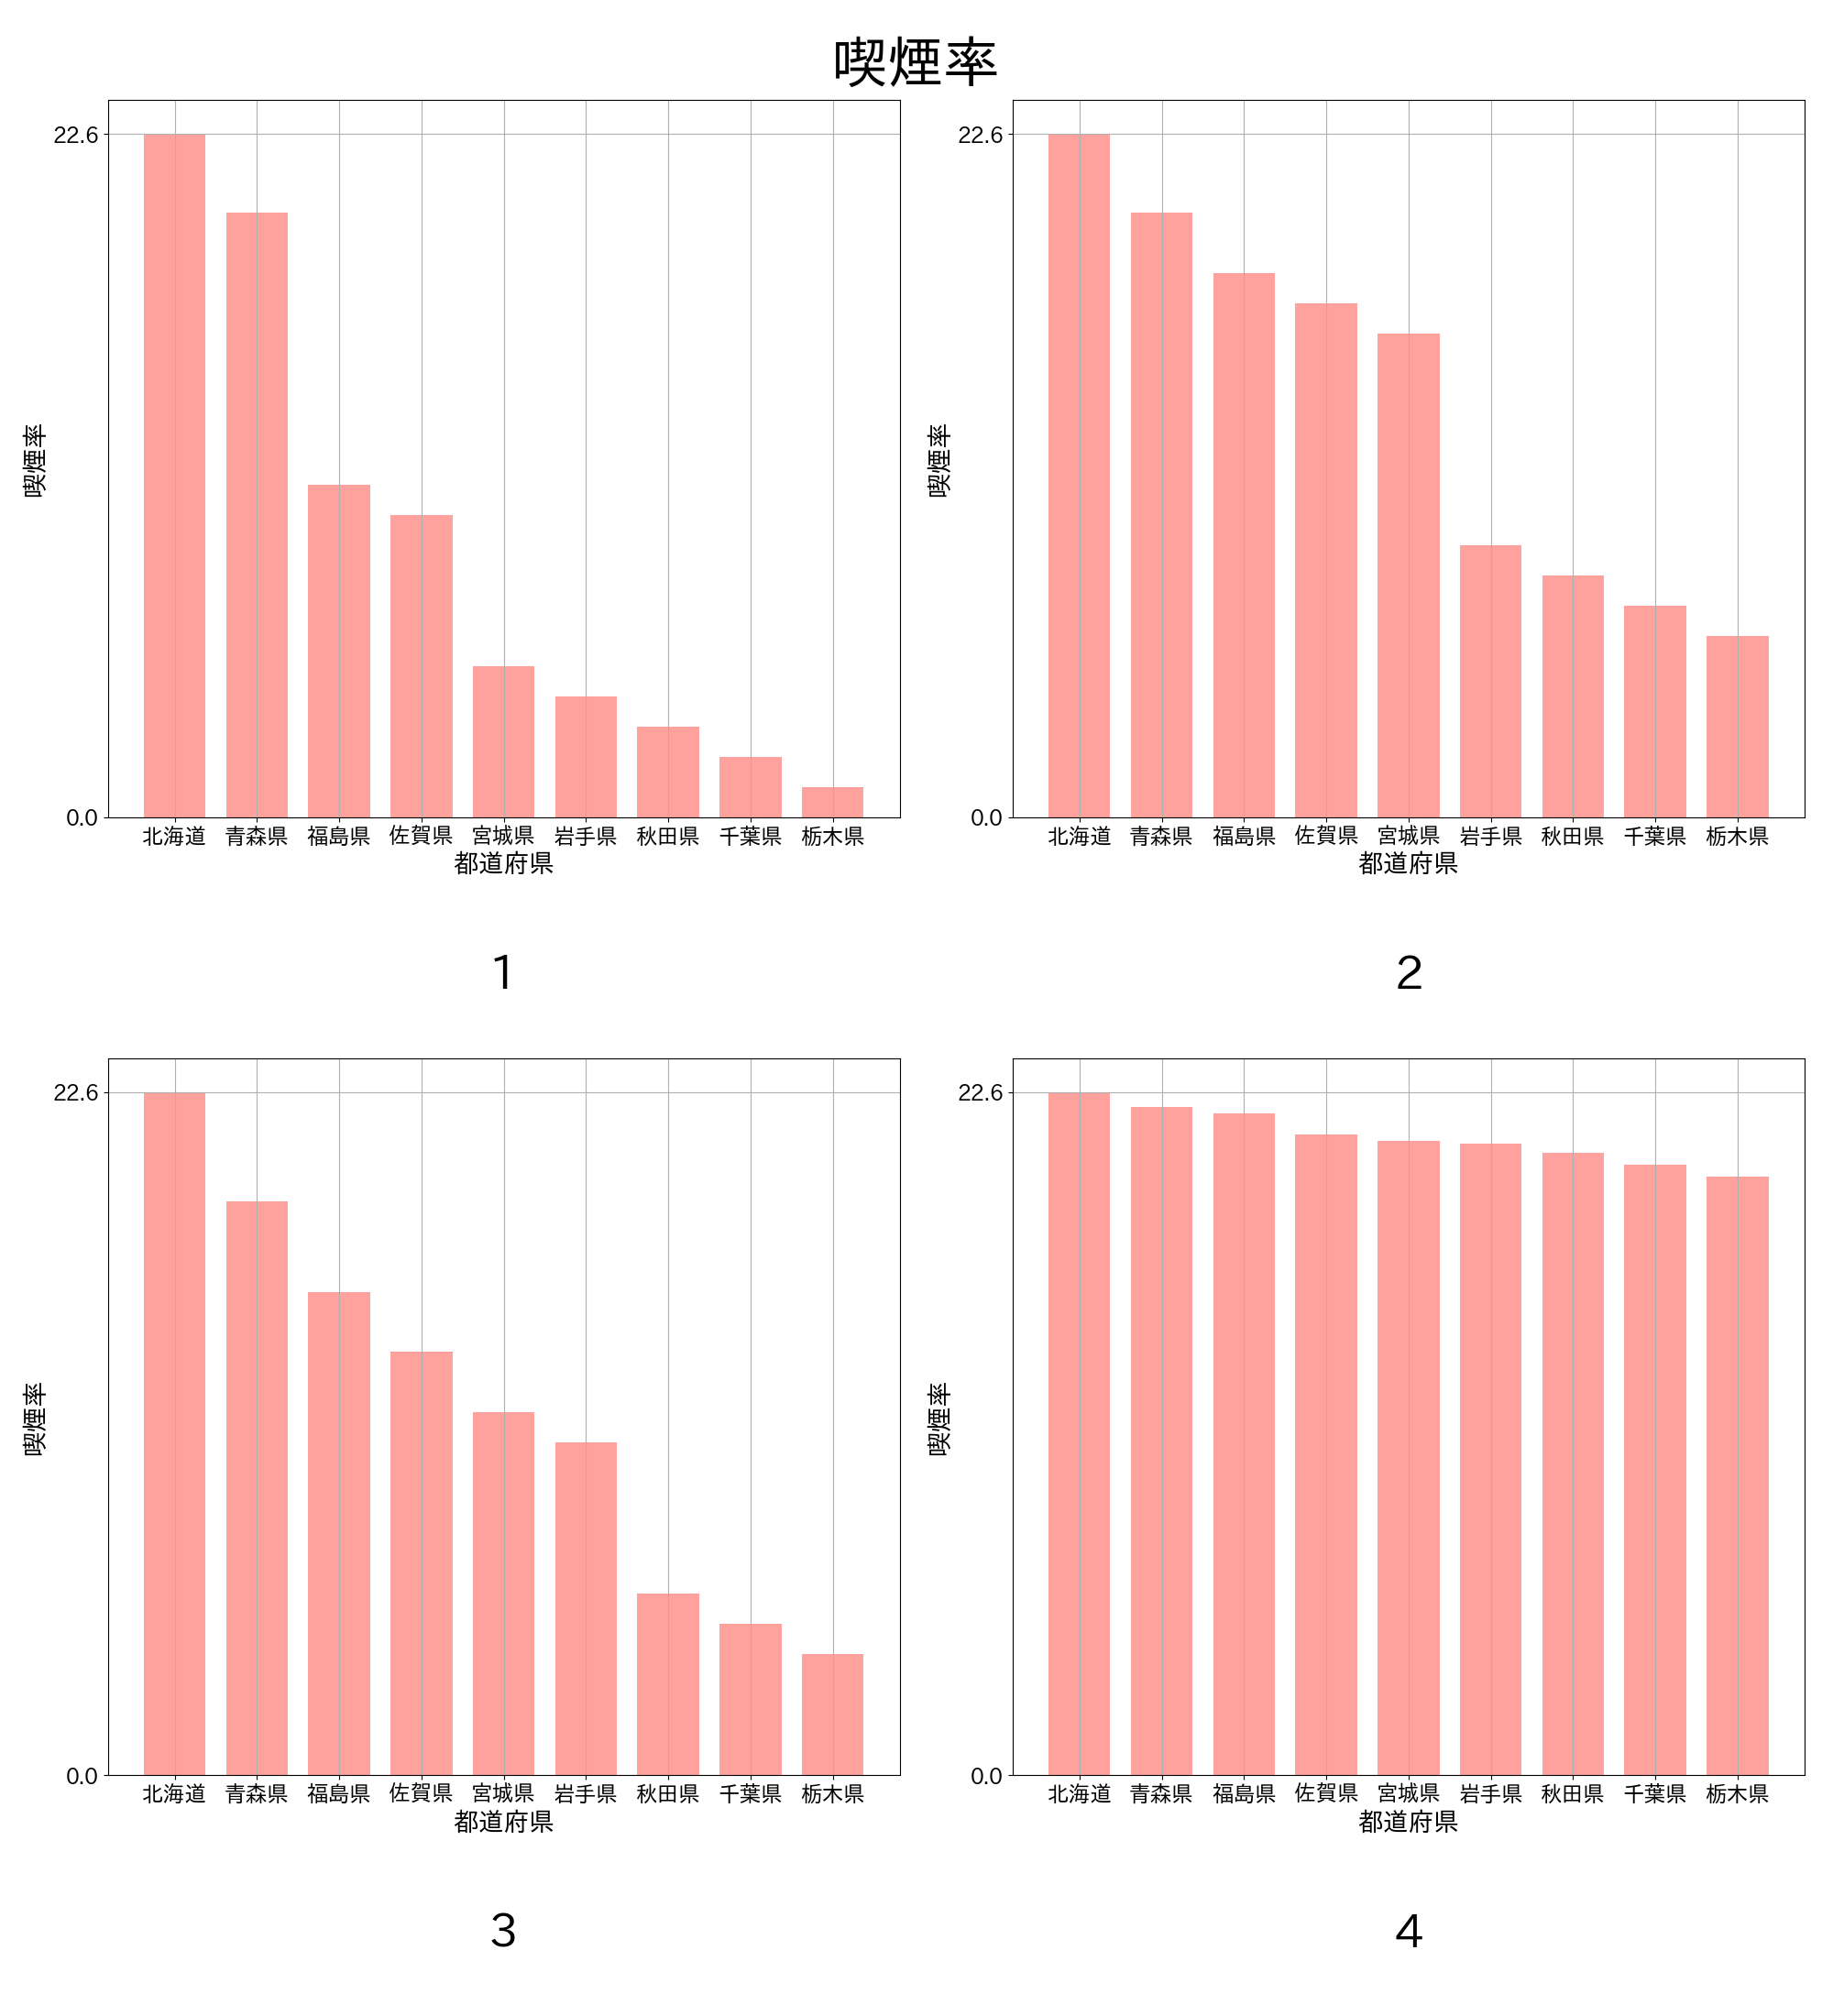 喫煙率
22.6
0.0
喫煙率
北海道 青森県 福島県 佐賀県 宮城県 岩手県 秋田県 千葉県 栃木県
都道府県
1
22.6
0.0
喫煙率
北海道 青森県 福島県 佐賀県 宮城県 岩手県 秋田県 千葉県 栃木県
都道府県
2
22.6
0.0
喫煙率
北海道 青森県 福島県 佐賀県 宮城県 岩手県 秋田県 千葉県 栃木県
都道府県
3
22.6
0.0
喫煙率
北海道 青森県 福島県 佐賀県 宮城県 岩手県 秋田県 千葉県 栃木県
都道府県
4